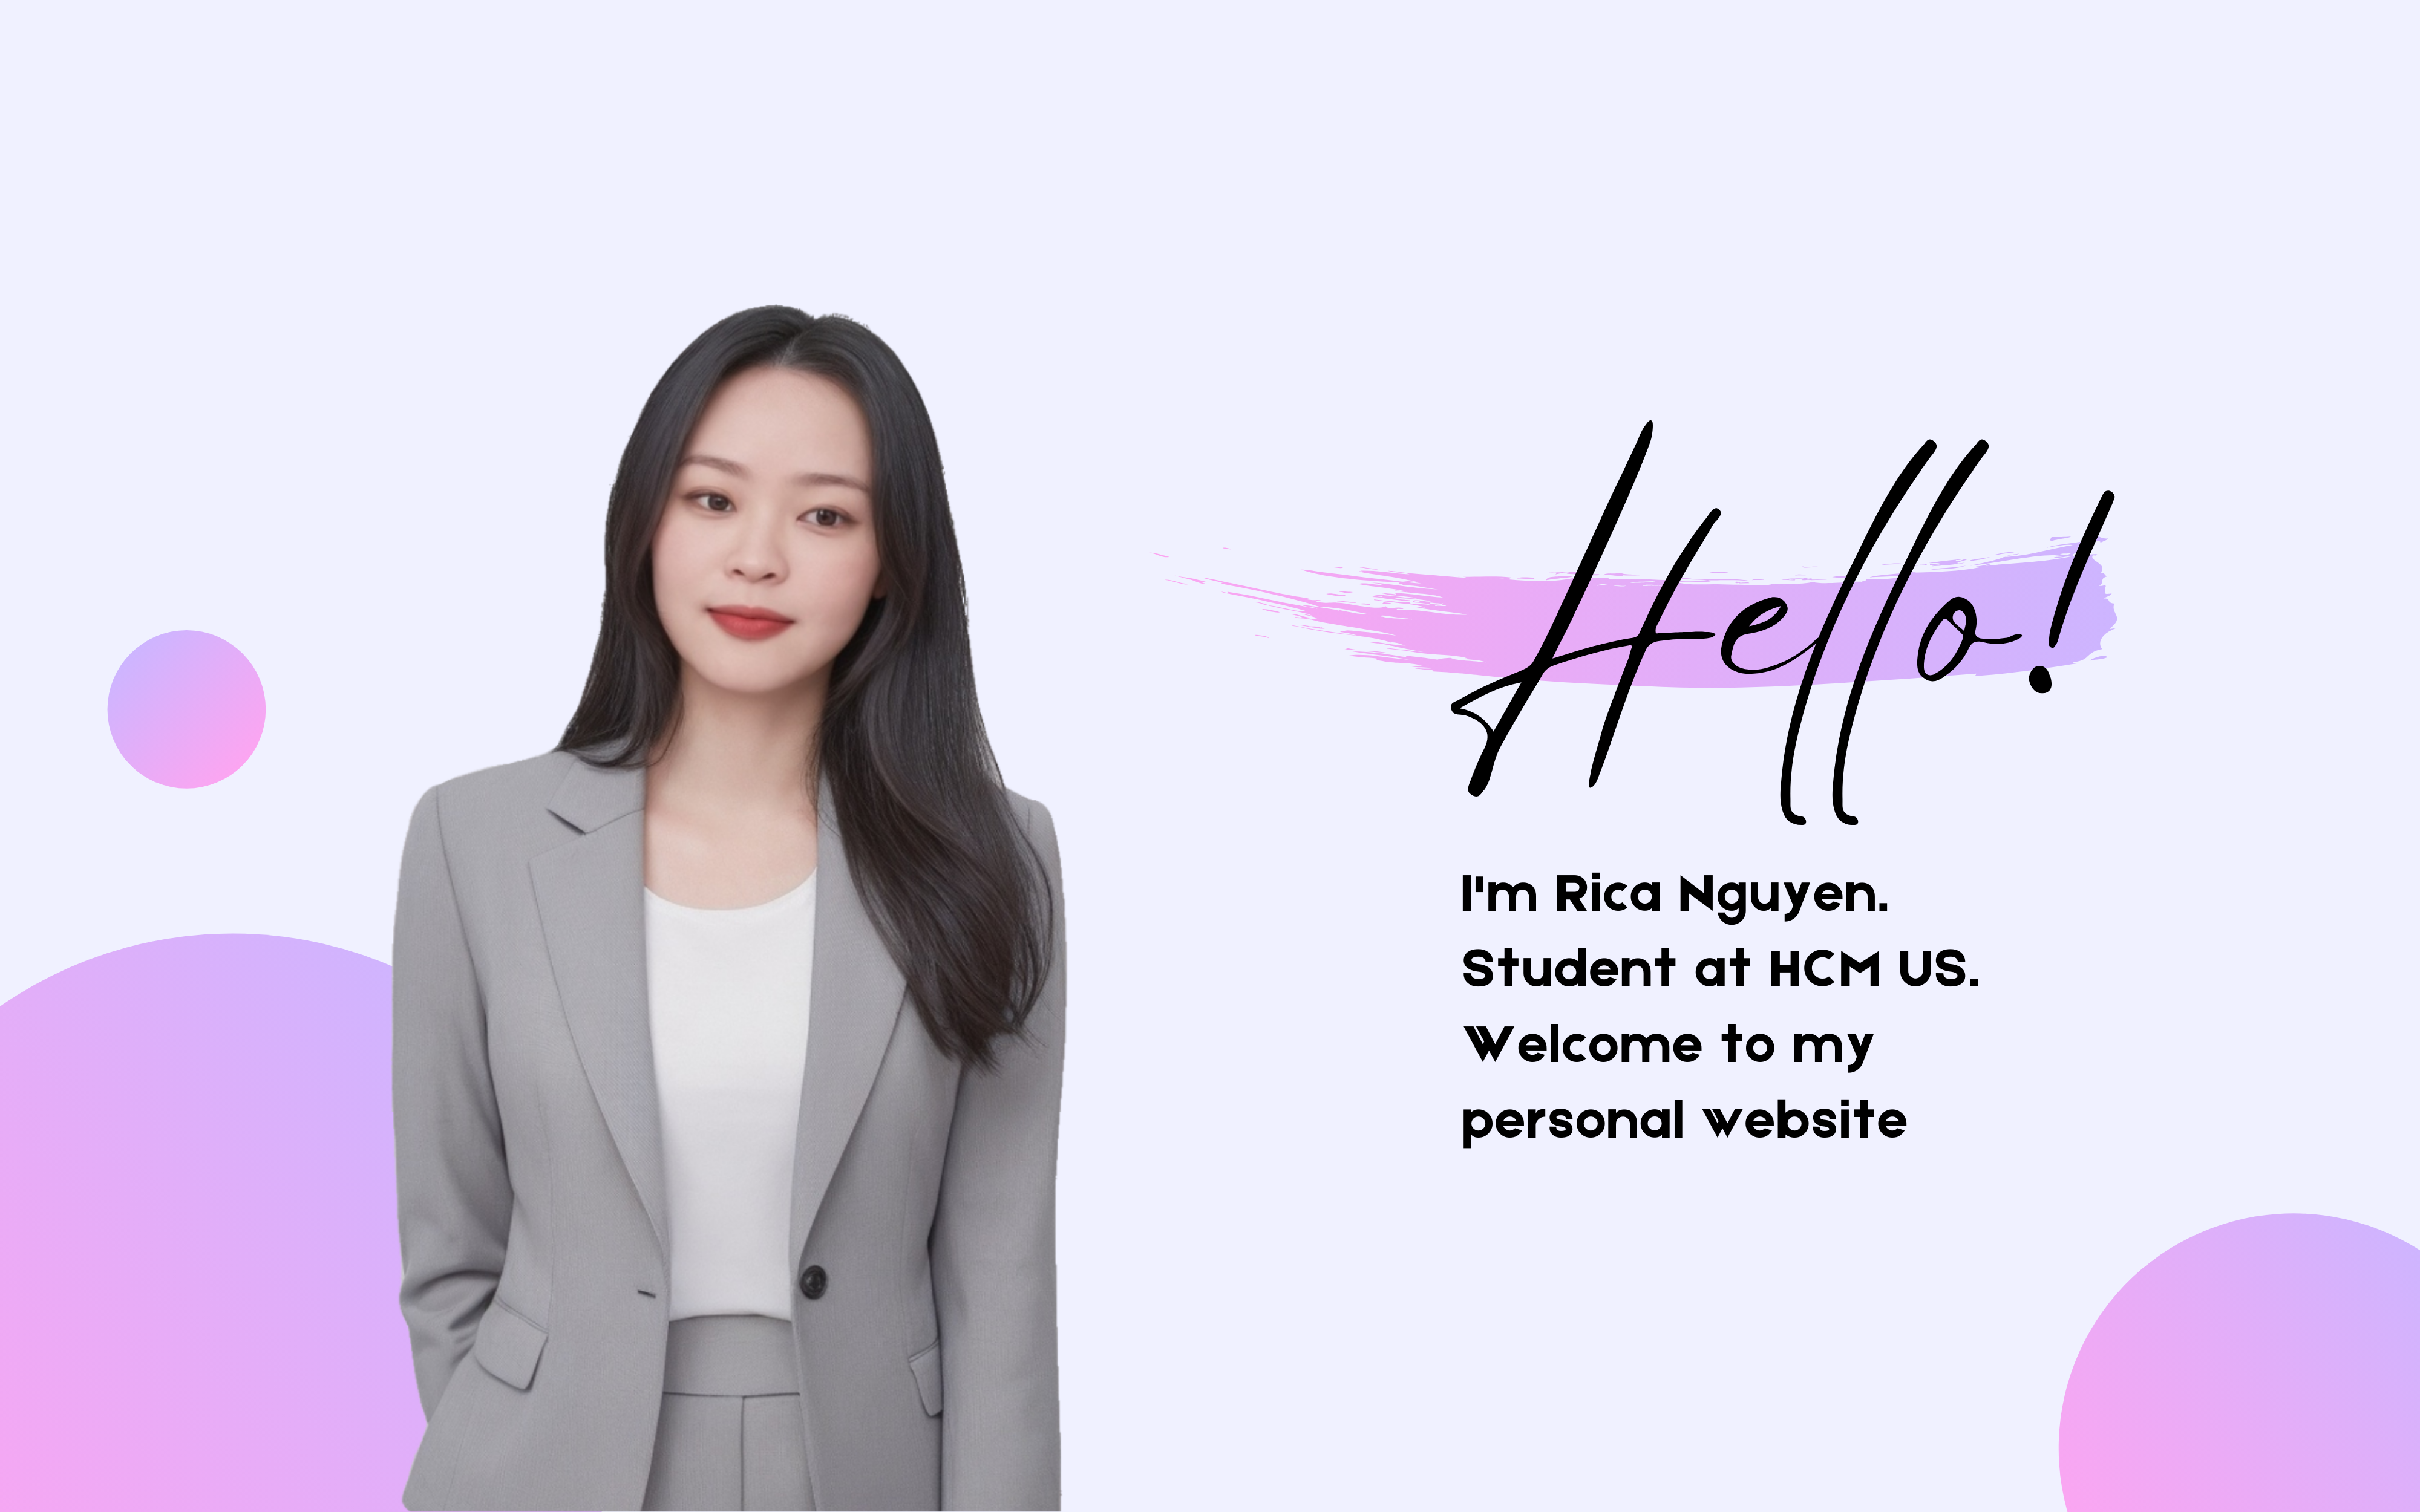 Hello!
I'm Rica Nguyen.
Student at HCM US.
Welcome to my
personal website